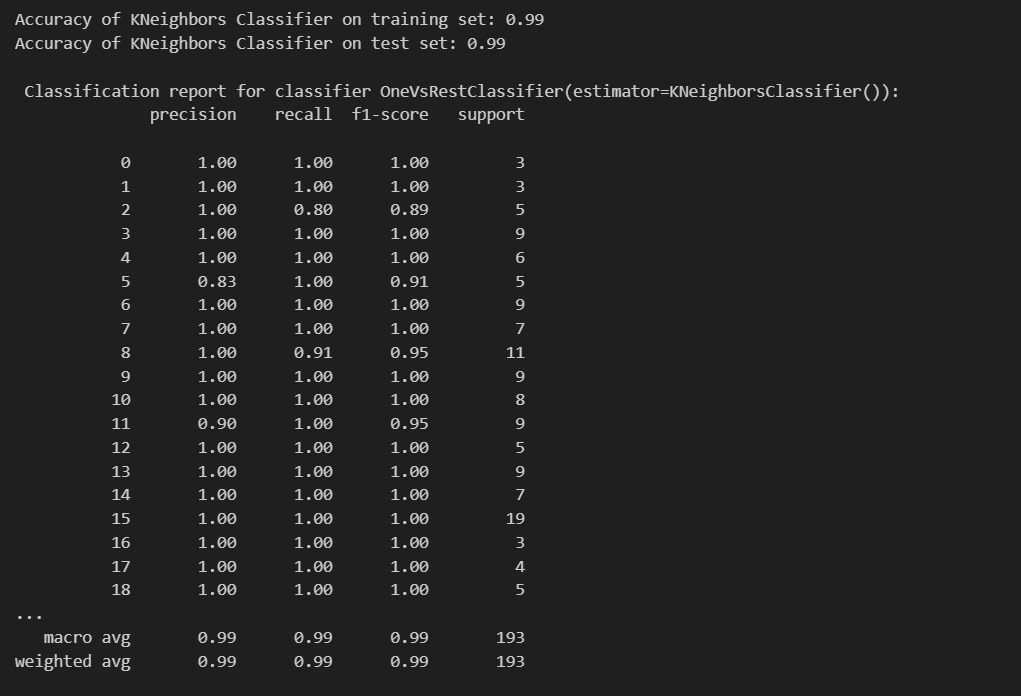 Accuracy of KNeighbors Classifier on training set: 0.99
Accuracy of KNeighbors Classifier on test set: 0.99
Classification report for classifier OneVsRestClassifier(estimator=KNeighborsClassifier()):
precision recall f1-score support
0 1.00 1.00 1.00 3
1 1.00 1.00 1.00 3
2 1.00 0.80 0.89 5
3 1.00 1.00 1.00 9
4 1.00 1.00 1.00 6
5 0.83 1.00 0.91 5
6 1.00 1.00 1.00 9
7 1.00 1.00 1.00 7
8 1.00 0.91 0.95 11
9 1.00 1.00 1.00 9
10 1.00 1.00 1.00 8
11 0.90 1.00 0.95 9
12 1.00 1.00 1.00 5
13 1.00 1.00 1.00 9
14 1.00 1.00 1.00 7
15 1.00 1.00 1.00 19
16 1.00 1.00 1.00 3
17 1.00 1.00 1.00 4
18 1.00 1.00 1.00 5
...
macro avg 0.99 0.99 0.99 193
weighted avg 0.99 0.99 0.99 193